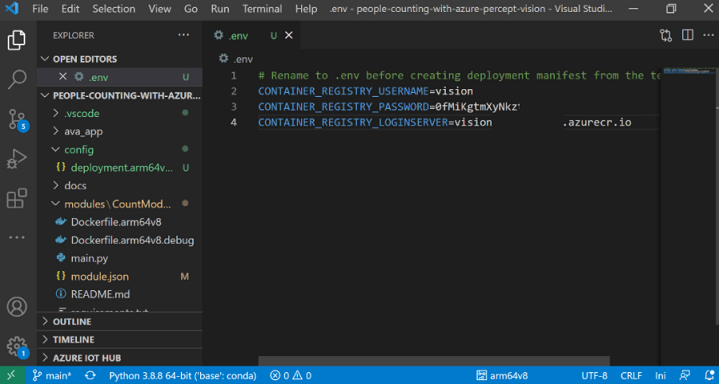 File Edit Selection View Go Run Terminal Help .env - people-counting-with-azure-percept-vision - Visual Studi...
EXPLORER
OPEN EDITORS
.env U
PEOPLE-COUNTING-WITH-AZUR...
.vscode
ava_app
config
deployment.arm64v... U
docs
modules\CountMod...
Dockerfile.arm64v8
Dockerfile.arm64v8.debug
main.py
module.json M
README.md
requirements.txt
OUTLINE
TIMELINE
AZURE IOT HUB
5
1
.env U
.env
1 # Rename to .env before creating deployment manifest from the te
2 CONTAINER_REGISTRY_USERNAME=vision
3 CONTAINER_REGISTRY_PASSWORD=0fMiKgtmXyNkz
4 CONTAINER_REGISTRY_LOGINSERVER=vision .azurecr.io
main* Python 3.8.8 64-bit ('base': conda) 0 0 arm64v8 UTF-8 CRLF Ini